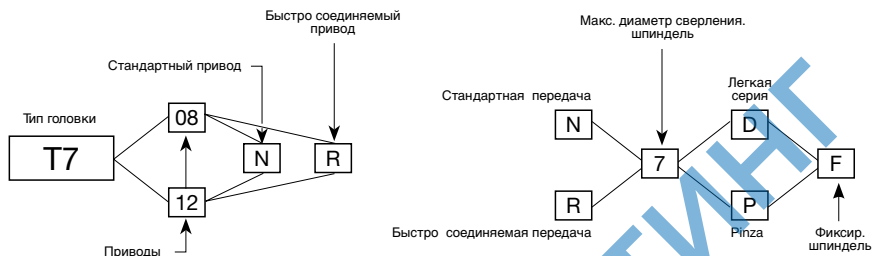 Быстро соединяемый
привод
Стандартный привод
Тип головки
T7
08
12
N
R
Приводы
Макс. диаметр сверления.
шпиндель
Стандартная передача
Легкая
серия
N
D
7
F
R
P
Быстро соединяемая передача
Pinza
Фиксир.
шпиндель
ТИНГ